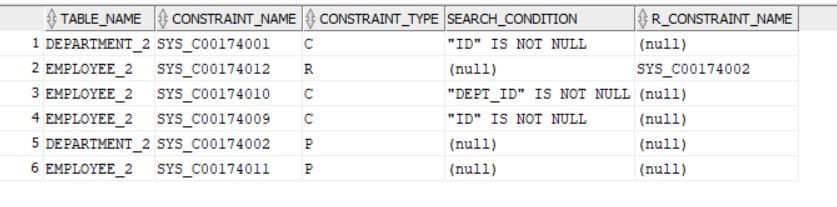 TABLE_NAME CONSTRAINT_NAME CONSTRAINT_TYPE SEARCH_CONDITION R_CONSTRAINT_NAME
1 DEPARTMENT_2 SYS_C00174001 C "ID" IS NOT NULL (null)
2 EMPLOYEE_2 SYS_C00174012 R (null) SYS_C00174002
3 EMPLOYEE_2 SYS_C00174010 C "DEPT_ID" IS NOT NULL (null)
4 EMPLOYEE_2 SYS_C00174009 C "ID" IS NOT NULL (null)
5 DEPARTMENT_2 SYS_C00174002 P (null) (null)
6 EMPLOYEE_2 SYS_C00174011 P (null) (null)